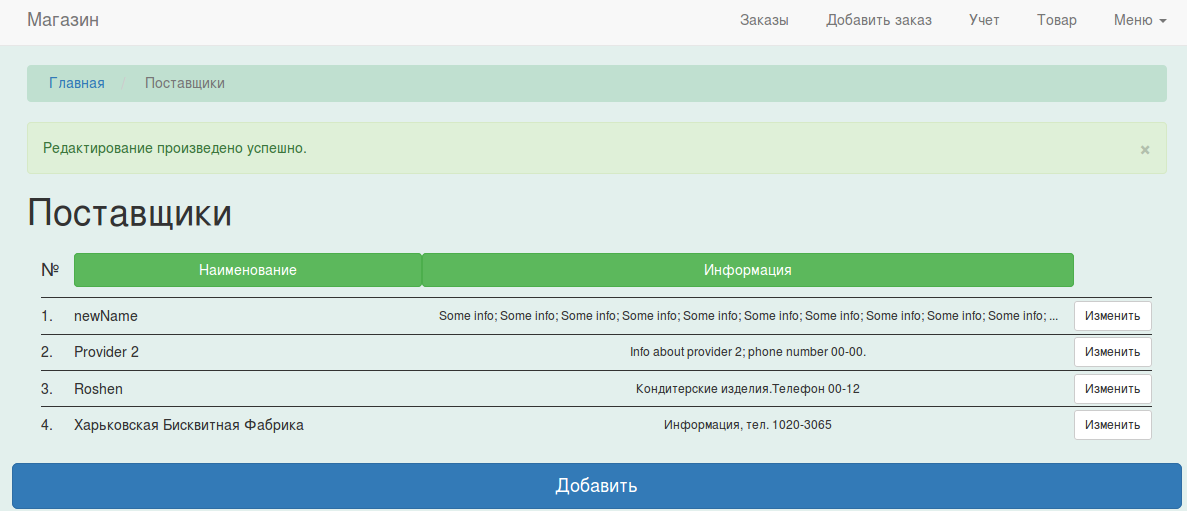 Магазин Заказы Добавить заказ Учет Товар Меню
Главная / Поставщики
Редактирование произведено успешно. ×
Поставщики
№ Наименование Информация
1. newName Some info; Some info; Some info; Some info; Some info; Some info; Some info; Some info; Some info; Some info; ... Изменить
2. Provider 2 Info about provider 2; phone number 00-00. Изменить
3. Roshen Кондитерские изделия.Телефон 00-12 Изменить
4. Харьковская Бисквитная Фабрика Информация, тел. 1020-3065 Изменить
Добавить